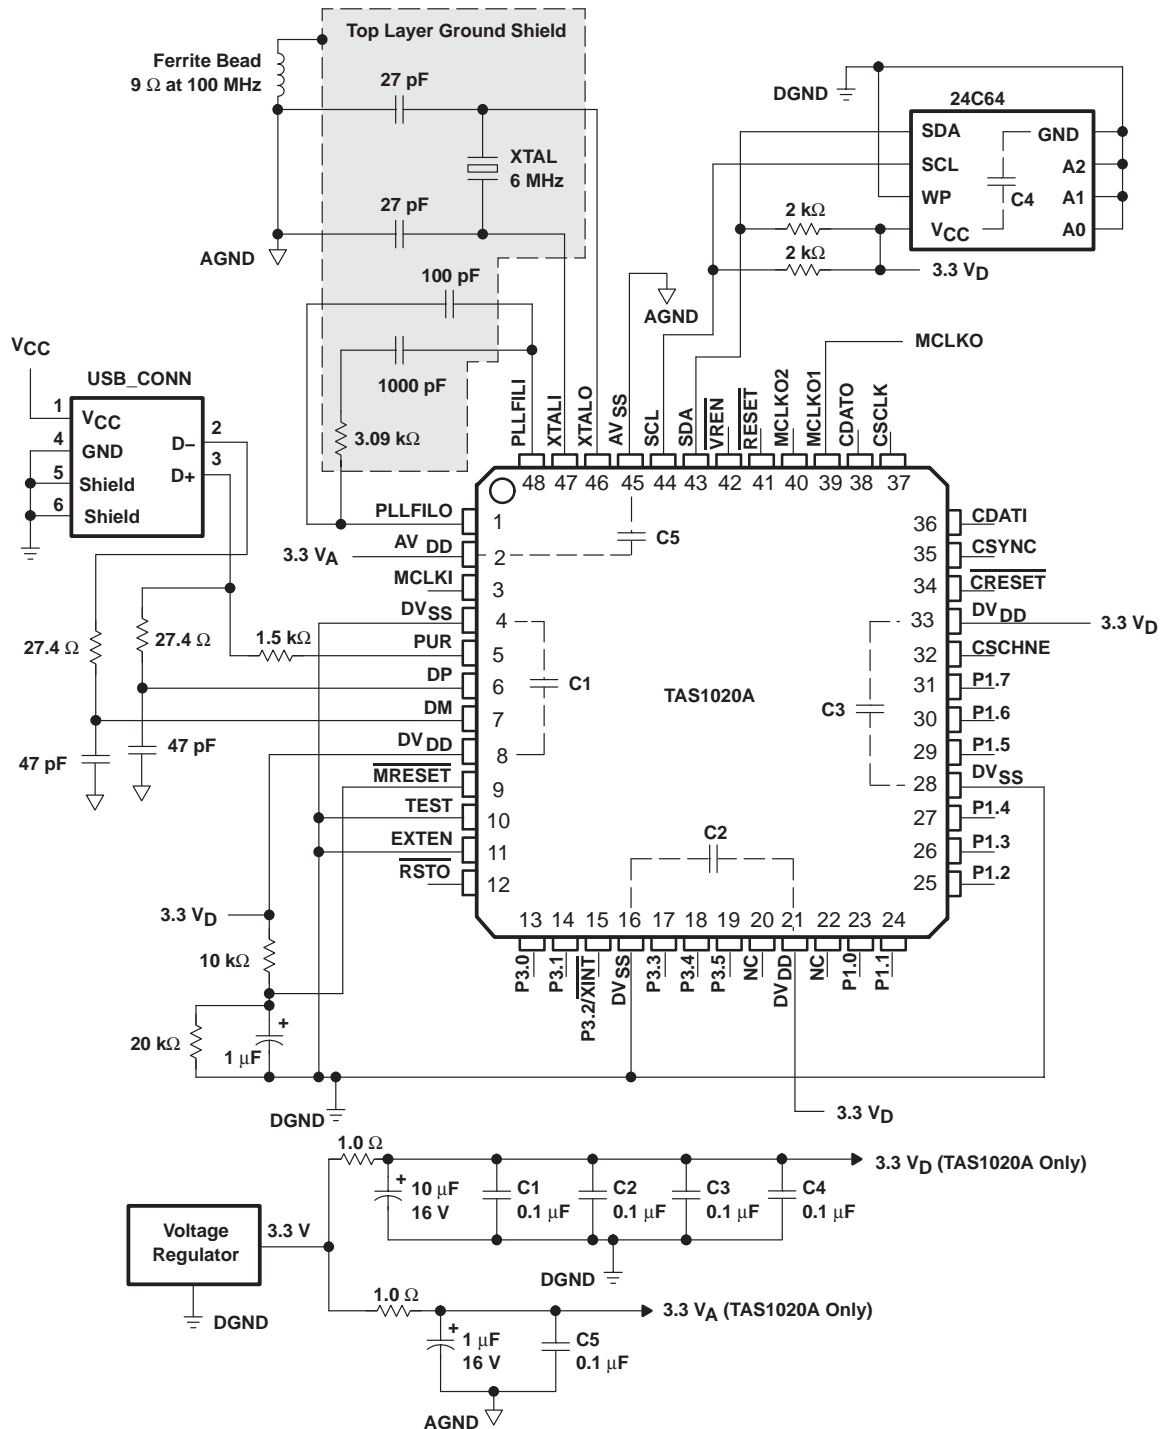 Top Layer Ground Shield
Ferrite Bead
9 Ω at 100 MHz
27 pF
XTAL
6 MHz
27 pF
AGND
100 pF
1000 pF
3.09 kΩ
DGND
24C64
SDA
SCL
WP
VCC
GND
A2
A1
A0
C4
2 kΩ
2 kΩ
3.3 VD
AGND
MCLKO
VCC
USB_CONN
1
4
5
6
VCC
GND
Shield
Shield
D–
D+
2
3
PLLFILI
XTALI
XTALO
AVSS
SCL
SDA
VREN
RESET
MCLKO2
MCLKO1
CDATO
CSCLK
48
47
46
45
44
43
42
41
40
39
38
37
PLLFILO
1
3.3 VA
AV DD
2
MCLKI
3
DVSS
4
PUR
5
DP
6
DM
7
DVDD
8
MRESET
9
TEST
10
EXTEN
11
RSTO
12
C5
C1
TAS1020A
C3
C2
36
CDATI
35
CSYNC
34
CRESET
33
DVDD
3.3 VD
32
CSCHNE
31
P1.7
30
P1.6
29
P1.5
28
DVSS
27
P1.4
26
P1.3
25
P1.2
27.4 Ω
27.4 Ω
1.5 kΩ
47 pF
47 pF
13
14
15
16
17
18
19
20
21
22
23
24
P3.0
P3.1
P3.2/XINT
DVSS
P3.3
P3.4
P3.5
NC
DVDD
NC
P1.0
P1.1
3.3 VD
10 kΩ
20 kΩ
+
1 µF
DGND
3.3 VD
1.0 Ω
3.3 VD (TAS1020A Only)
+
10 µF
16 V
C1
0.1 µF
C2
0.1 µF
C3
0.1 µF
C4
0.1 µF
DGND
Voltage
Regulator
3.3 V
DGND
1.0 Ω
3.3 VA (TAS1020A Only)
+
1 µF
16 V
C5
0.1 µF
AGND